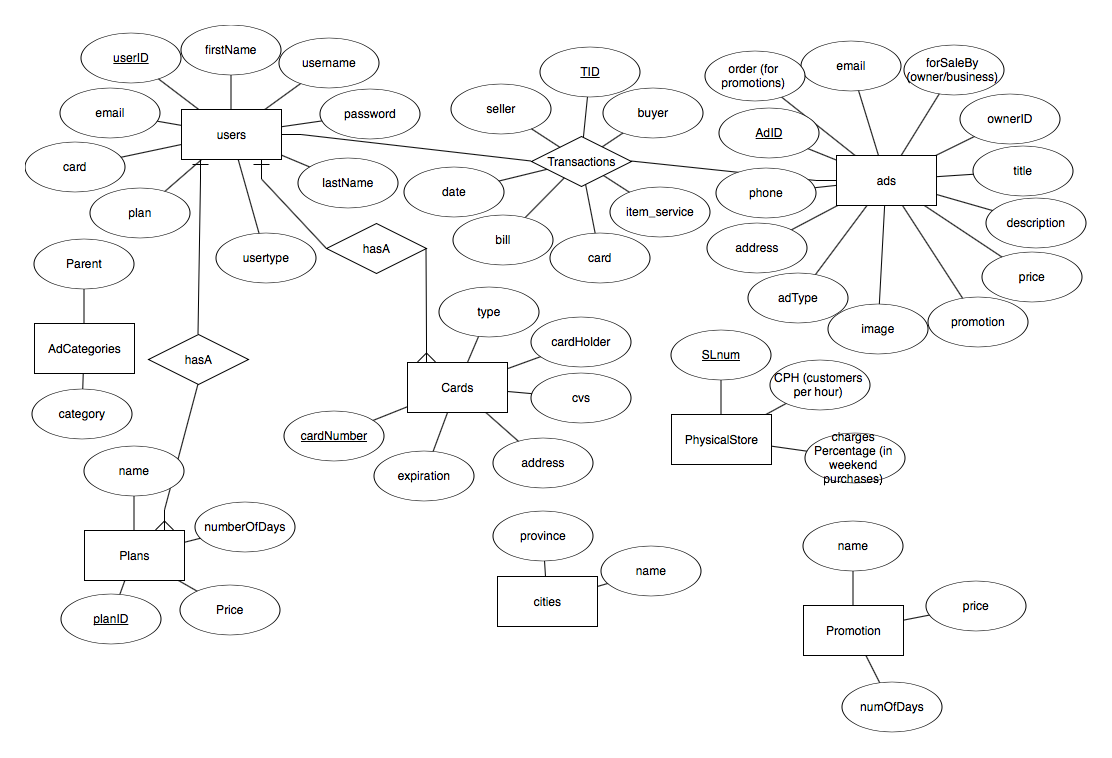 userID
firstName
username
email
users
password
card
lastName
plan
usertype
TID
seller
buyer
Transactions
date
item_service
bill
card
order (for
promotions)
email
forSaleBy
(owner/business)
AdID
ownerID
ads
title
phone
description
address
price
adType
image
promotion
hasA
Parent
AdCategories
category
hasA
type
cardHolder
Cards
cvs
cardNumber
expiration
address
SLnum
CPH (customers
per hour)
PhysicalStore
charges
Percentage (in
weekend
purchases)
name
numberOfDays
Plans
planID
Price
province
name
cities
name
price
Promotion
numOfDays